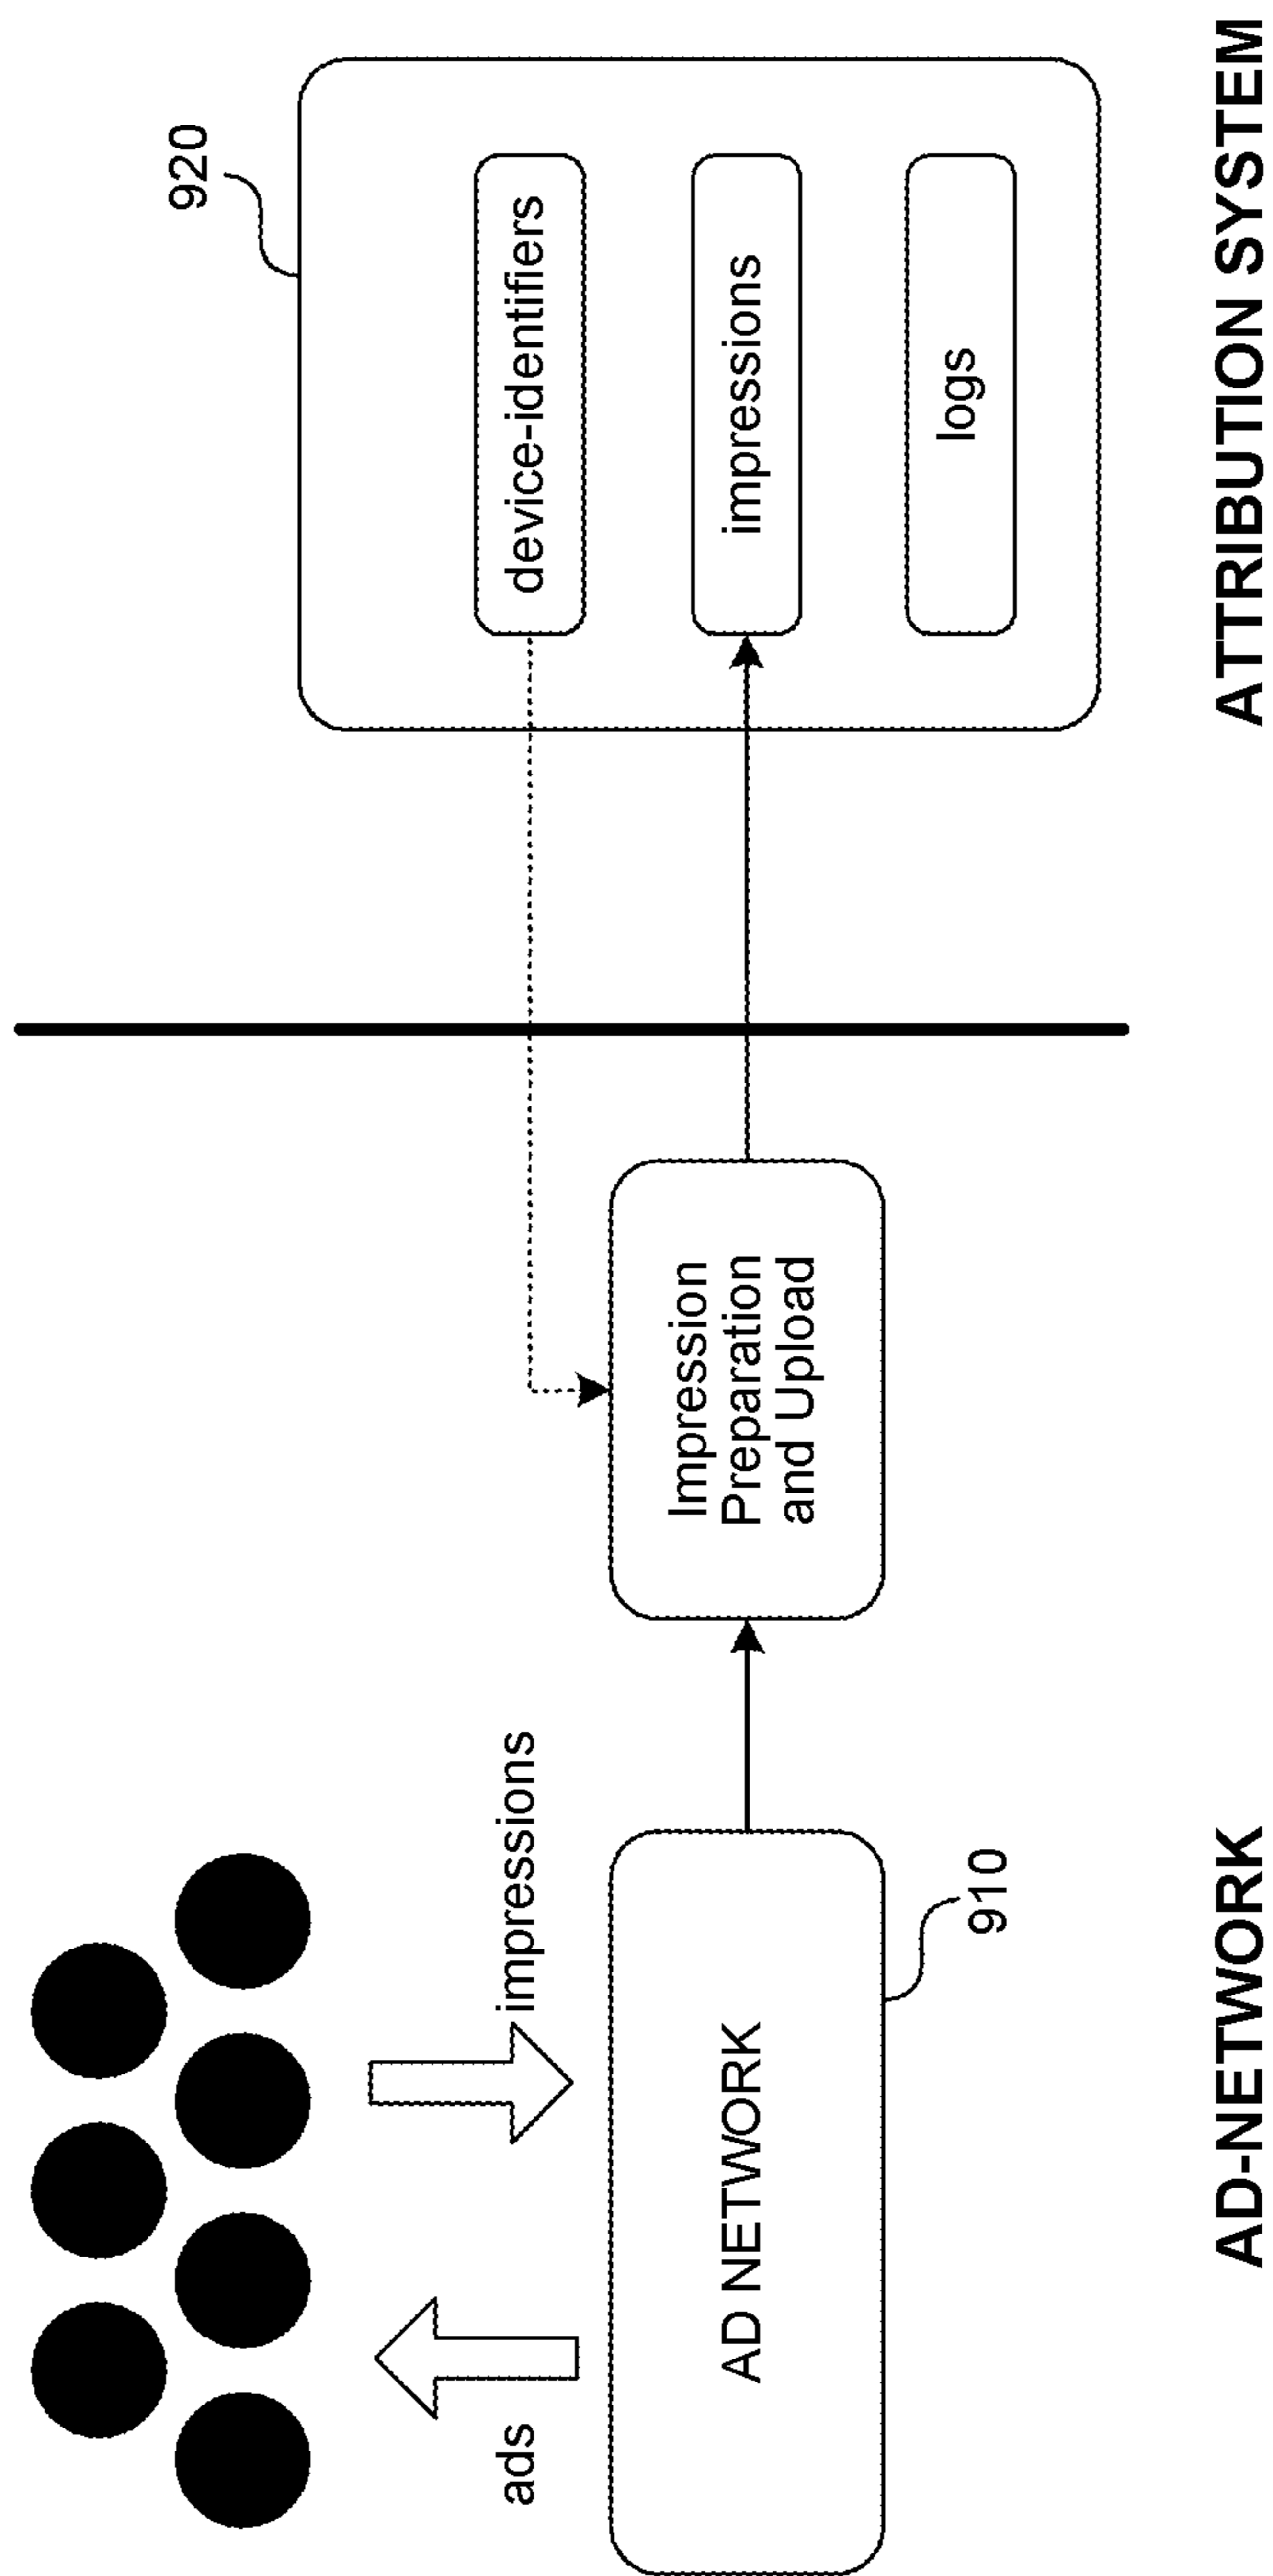 920
device-identifiers
impressions
logs
Impression
Preparation
and Upload
impressions
ads
AD NETWORK
910
AD-NETWORK
ATTRIBUTION SYSTEM